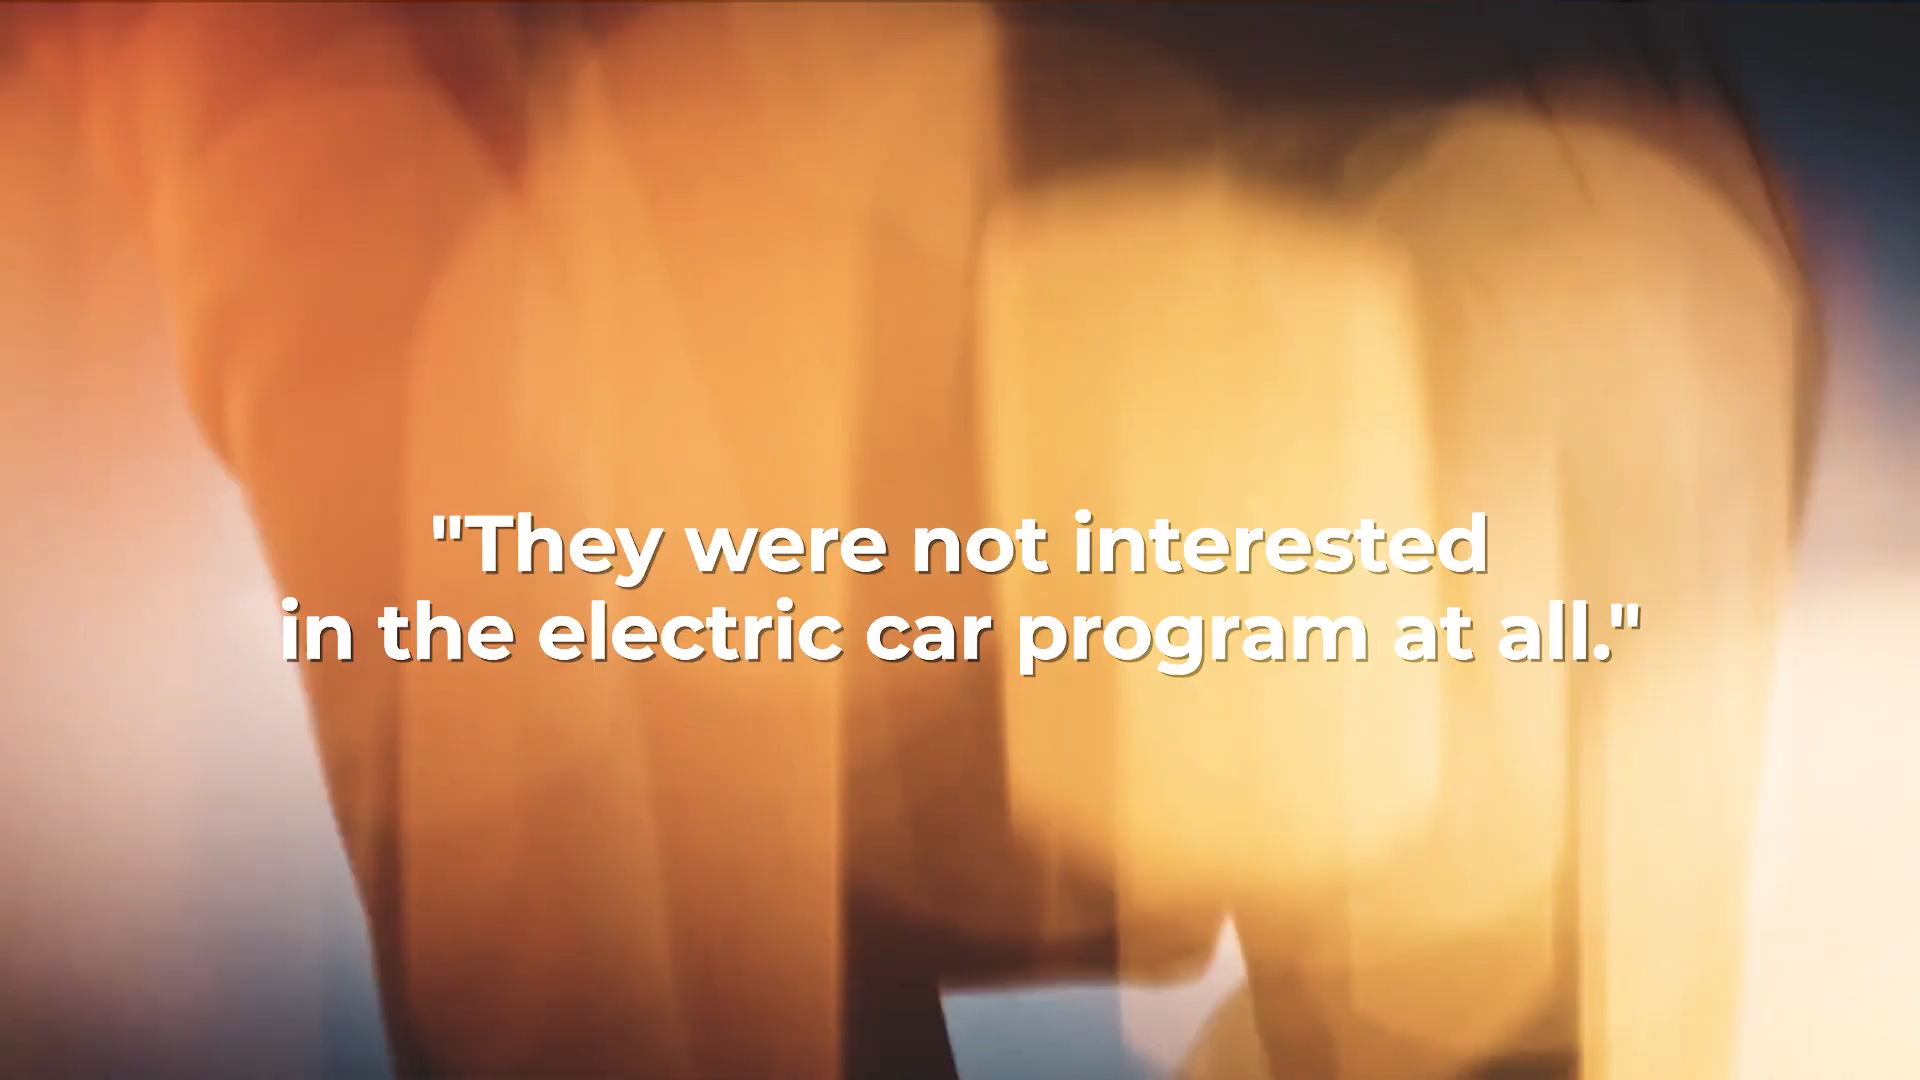 "They were not interested
in the electric car program at all."